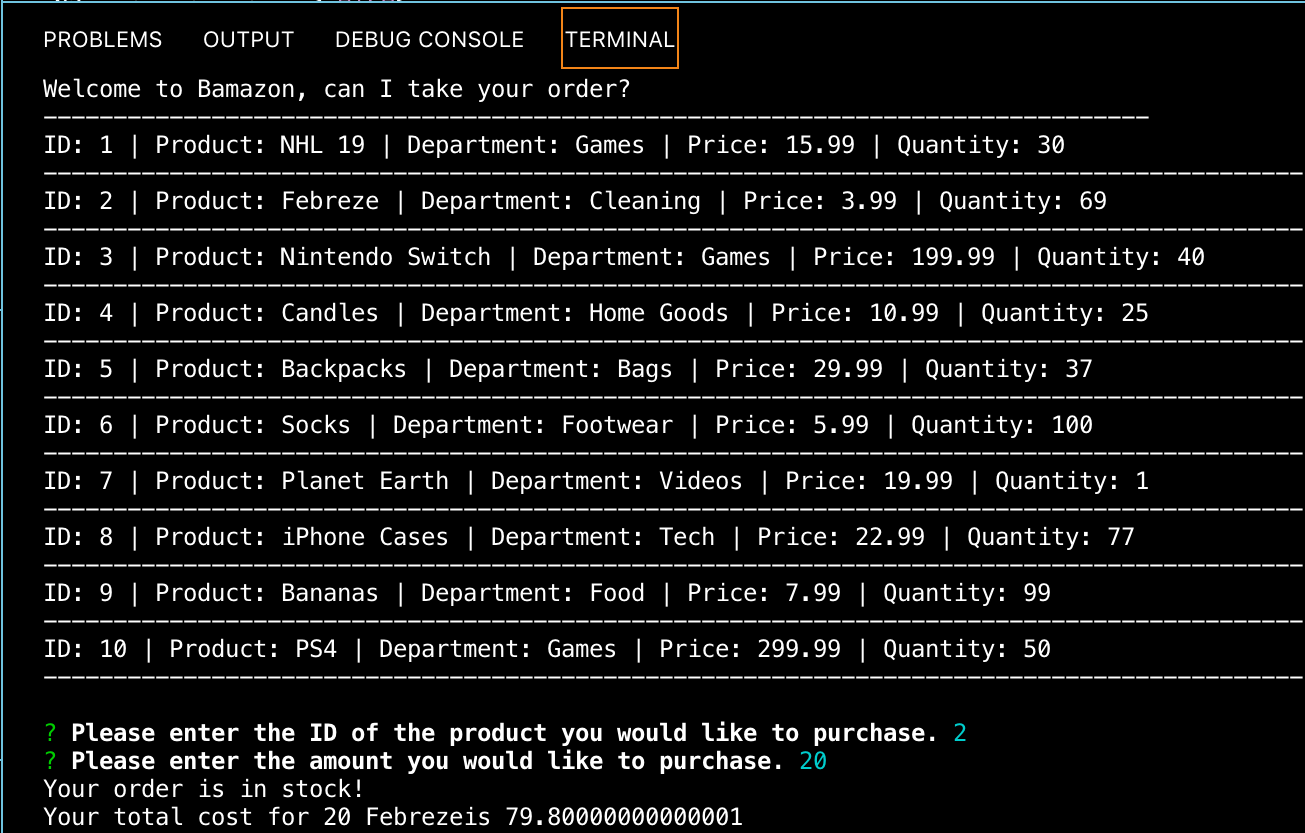 PROBLEMS OUTPUT DEBUG CONSOLE TERMINAL
Welcome to Bamazon, can I take your order?
-------------------------------------------------------------------------------
ID: 1 | Product: NHL 19 | Department: Games | Price: 15.99 | Quantity: 30
------------------------------------------------------------------------------------------
ID: 2 | Product: Febreze | Department: Cleaning | Price: 3.99 | Quantity: 69
------------------------------------------------------------------------------------------
ID: 3 | Product: Nintendo Switch | Department: Games | Price: 199.99 | Quantity: 40
------------------------------------------------------------------------------------------
ID: 4 | Product: Candles | Department: Home Goods | Price: 10.99 | Quantity: 25
------------------------------------------------------------------------------------------
ID: 5 | Product: Backpacks | Department: Bags | Price: 29.99 | Quantity: 37
------------------------------------------------------------------------------------------
ID: 6 | Product: Socks | Department: Footwear | Price: 5.99 | Quantity: 100
------------------------------------------------------------------------------------------
ID: 7 | Product: Planet Earth | Department: Videos | Price: 19.99 | Quantity: 1
------------------------------------------------------------------------------------------
ID: 8 | Product: iPhone Cases | Department: Tech | Price: 22.99 | Quantity: 77
------------------------------------------------------------------------------------------
ID: 9 | Product: Bananas | Department: Food | Price: 7.99 | Quantity: 99
------------------------------------------------------------------------------------------
ID: 10 | Product: PS4 | Department: Games | Price: 299.99 | Quantity: 50
------------------------------------------------------------------------------------------
? Please enter the ID of the product you would like to purchase. 2
? Please enter the amount you would like to purchase. 20
Your order is in stock!
Your total cost for 20 Febrezeis 79.80000000000001